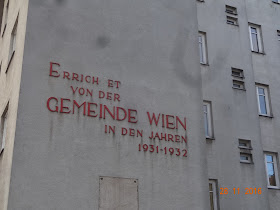 ERRICH ET
VON DER
GEMEINDE WIEN
IN DEN JAHREN
1931-1932